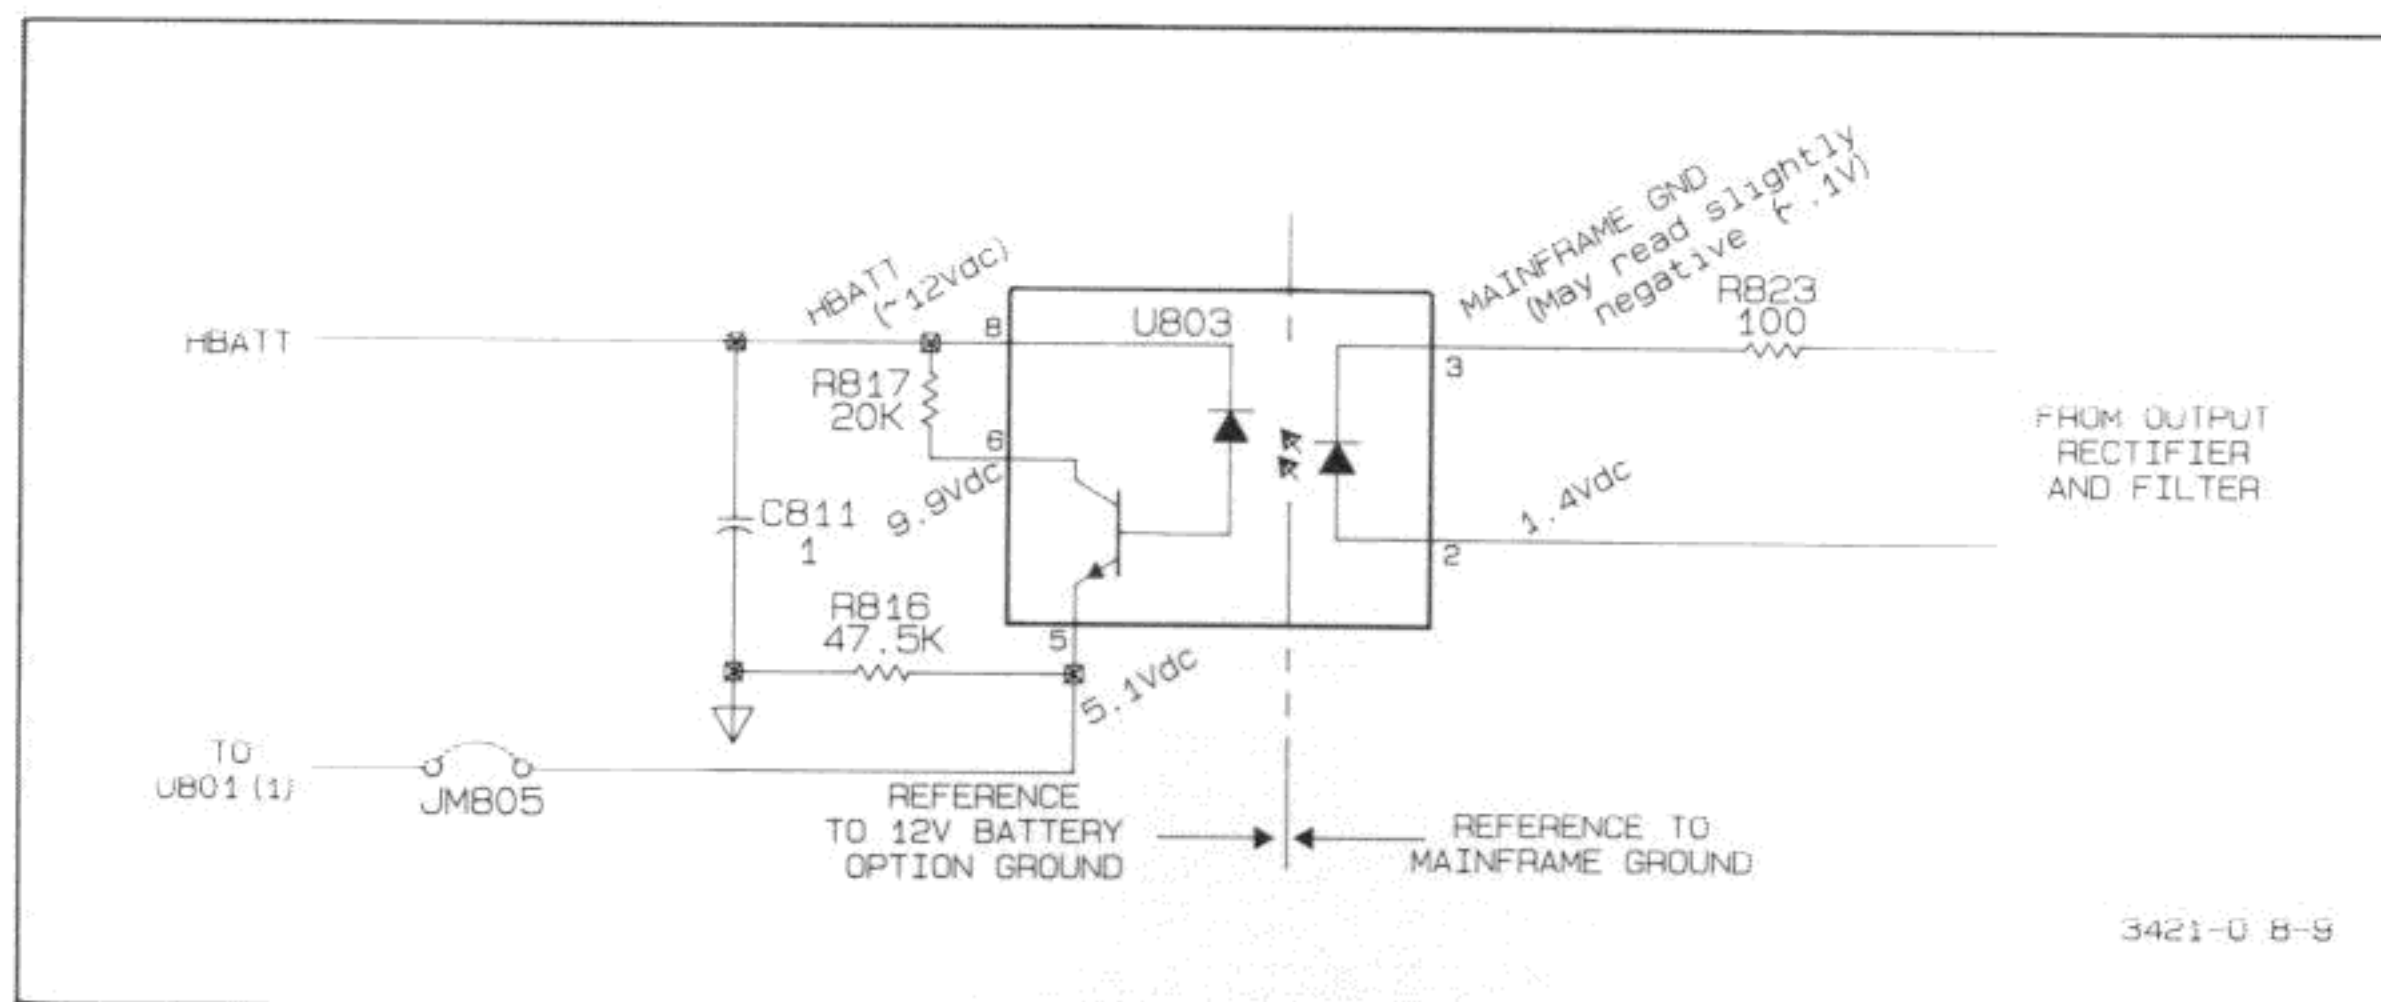 MAINFRAME GND
(May read slightly
negative (~.1V)
HBATT
(~12Vdc)
HBATT
8
U803
3
R823
100
R817
20K
6
9.9Vdc
FROM OUTPUT
RECTIFIER
AND FILTER
1.4Vdc
2
C811
1
R816
47.5K
5
5.1Vdc
TO
U801(1)
JM805
REFERENCE
TO 12V BATTERY
OPTION GROUND
REFERENCE TO
MAINFRAME GROUND
3421-0 8-9